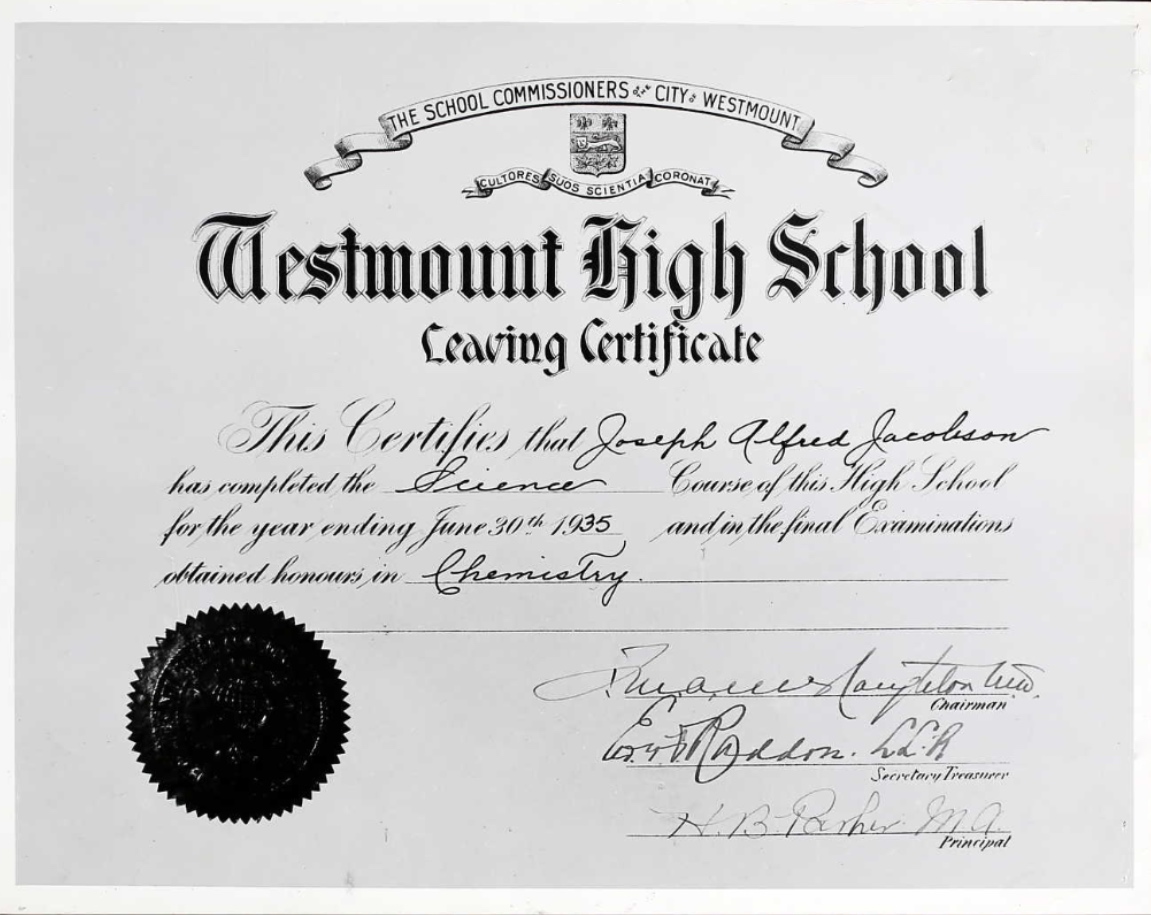 THE SCHOOL COMMISSIONERS of the CITY of WESTMOUNT
CULTORES SUOS SCIENTIA CORONAT
Westmount High School
Leaving Certificate
This Certifies that Joseph Alfred Jacobson
has completed the Science Course of this High School
for the year ending June 30th 1935 and in the final Examinations
obtained honours in Chemistry.
Chairman
Secretary Treasurer
H. B. Parker M.A.
Principal